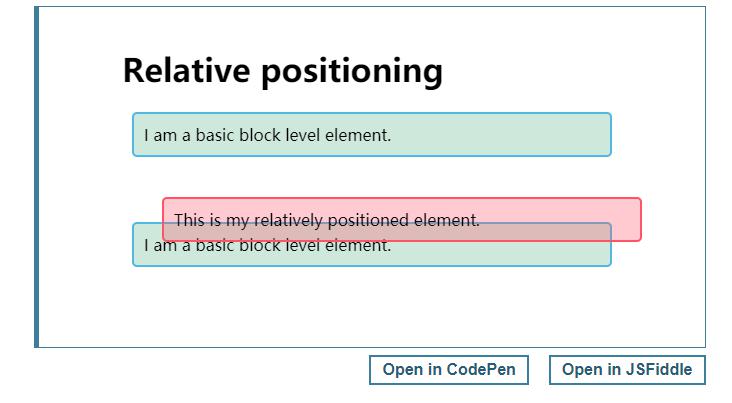 Relative positioning
I am a basic block level element.
This is my relatively positioned element.
I am a basic block level element.
Open in CodePen
Open in JSFiddle